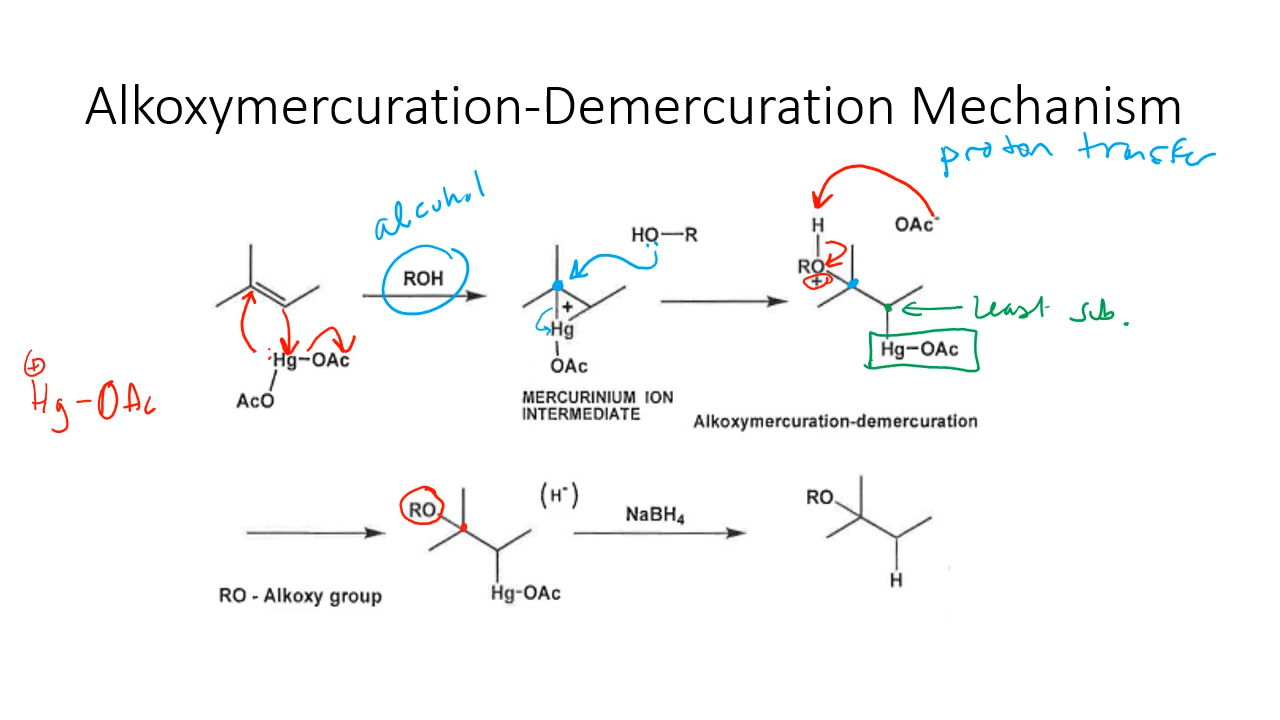 Alkoxymercuration-Demercuration Mechanism
proton transfer
alcohol
ROH
HO—R
H
OAc⁻
RO
+
Least sub.
+
Hg
OAc
Hg-OAc
:Hg-OAc
AcO
⊕
Hg-OAc
MERCURINIUM ION
INTERMEDIATE
Alkoxymercuration-demercuration
RO
(H⁻)
NaBH₄
RO
Hg-OAc
H
RO - Alkoxy group